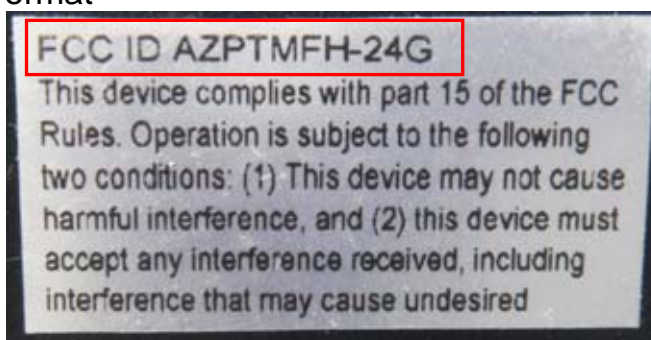 ormat
FCC ID AZPTMFH-24G
This device complies with part 15 of the FCC
Rules. Operation is subject to the following
two conditions: (1) This device may not cause
harmful interference, and (2) this device must
accept any interference received, including
interference that may cause undesired